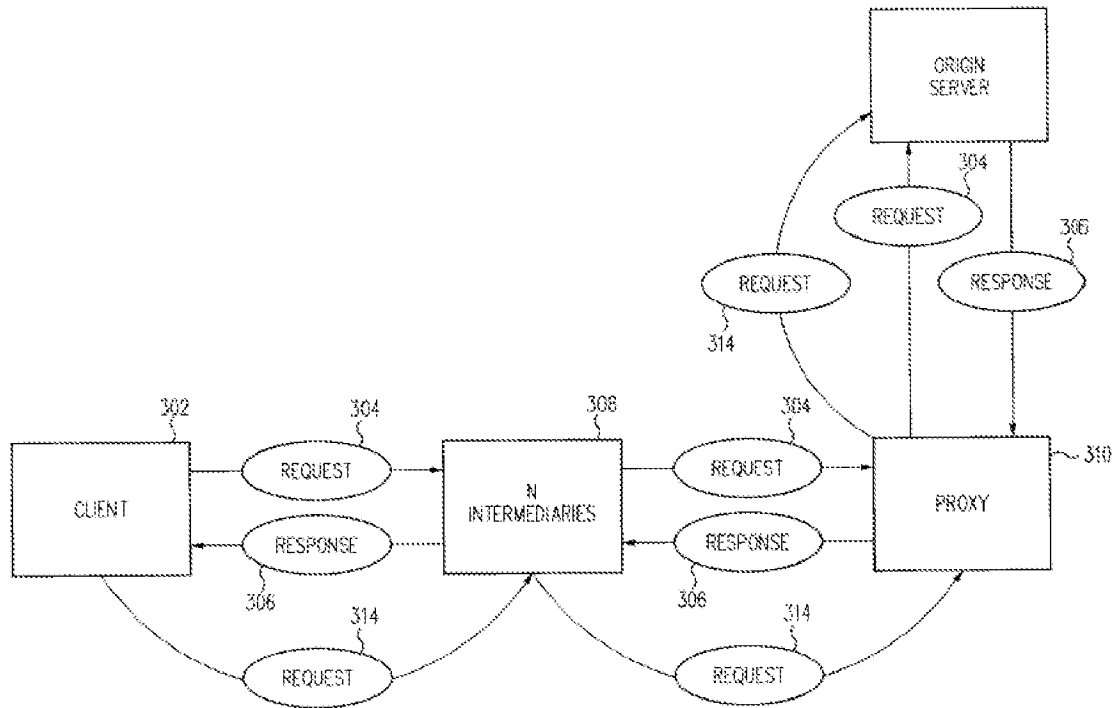 ORIGIN
SERVER
304
REQUEST
306
RESPONSE
REQUEST
314
302
304
REQUEST
308
304
REQUEST
310
CLIENT
N
INTERMEDIARIES
PROXY
RESPONSE
306
RESPONSE
306
314
REQUEST
314
REQUEST